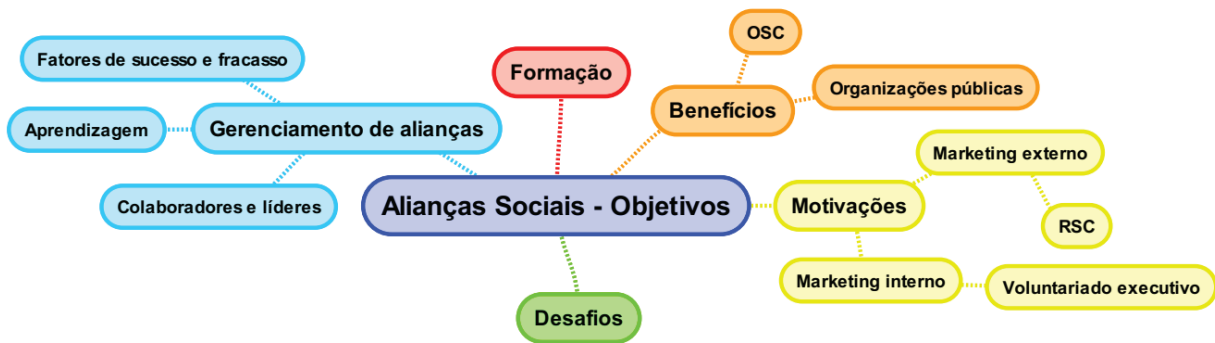 OSC
Fatores de sucesso e fracasso
Formação
Organizações públicas
Benefícios
Aprendizagem
Gerenciamento de alianças
Marketing externo
Colaboradores e líderes
Alianças Sociais - Objetivos
Motivações
RSC
Marketing interno
Voluntariado executivo
Desafios